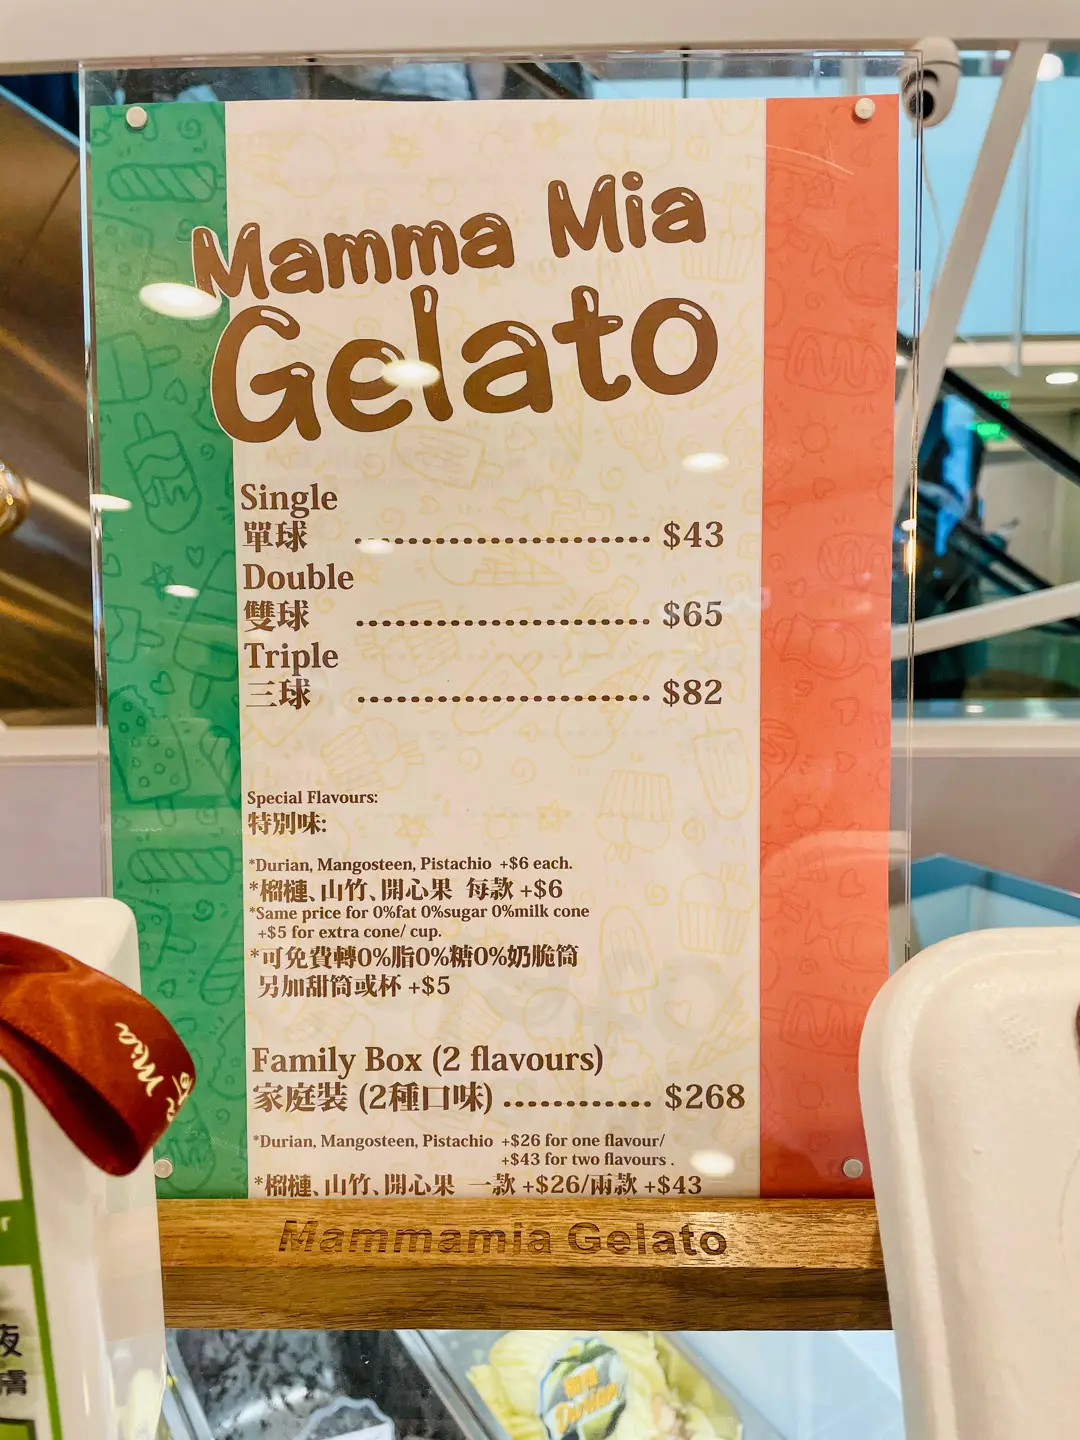 Mamma Mia
Gelato
Single
單球 ........................... $43
Double
雙球 ........................... $65
Triple
三球 ........................... $82
Special Flavours:
特別味:
*Durian, Mangosteen, Pistachio +$6 each.
*榴槤、山竹、開心果 每款 +$6
*Same price for 0%fat 0%sugar 0%milk cone
+$5 for extra cone/ cup.
*可免費轉0%脂0%糖0%奶脆筒
另加甜筒或杯 +$5
Family Box (2 flavours)
家庭裝 (2種口味) ............ $268
*Durian, Mangosteen, Pistachio +$26 for one flavour/
+$43 for two flavours .
*榴槤、山竹、開心果 一款 +$26/兩款 +$43
Mammamia Gelato
Mia
Durian